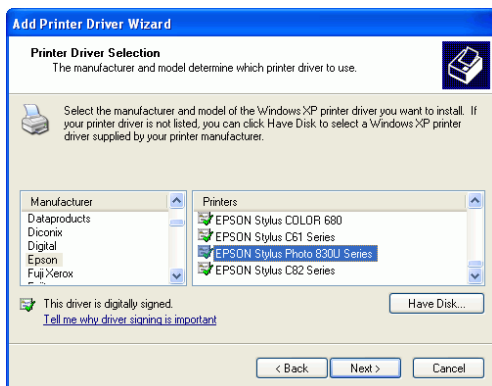 Add Printer Driver Wizard
Printer Driver Selection
The manufacturer and model determine which printer driver to use.
Select the manufacturer and model of the Windows XP printer driver you want to install. If
your printer driver is not listed, you can click Have Disk to select a Windows XP printer
driver supplied by your printer manufacturer.
Manufacturer
Dataproducts
Diconix
Digital
Epson
Fuji Xerox
Printers
EPSON Stylus COLOR 680
EPSON Stylus C61 Series
EPSON Stylus Photo 830U Series
EPSON Stylus C82 Series
This driver is digitally signed.
Tell me why driver signing is important
Have Disk...
< Back
Next >
Cancel